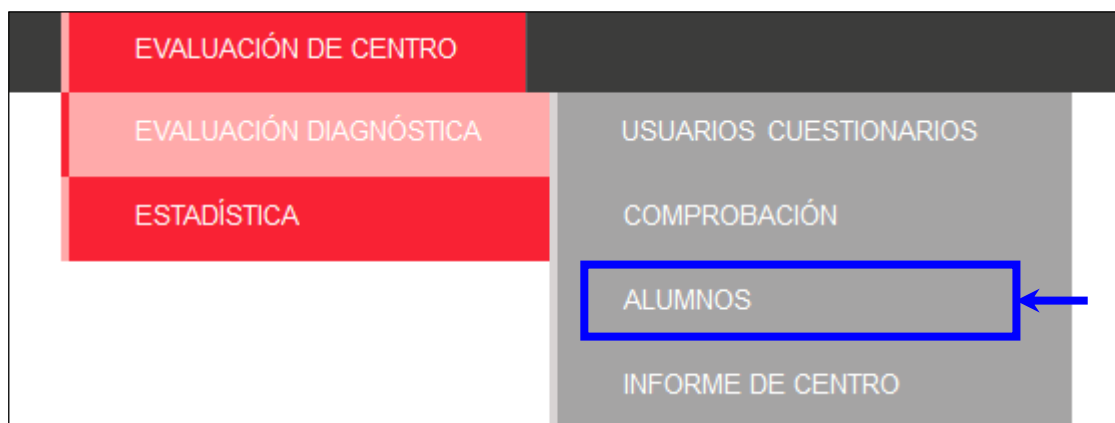 EVALUACIÓN DE CENTRO
EVALUACIÓN DIAGNÓSTICA
ESTADÍSTICA
USUARIOS CUESTIONARIOS
COMPROBACIÓN
ALUMNOS
INFORME DE CENTRO